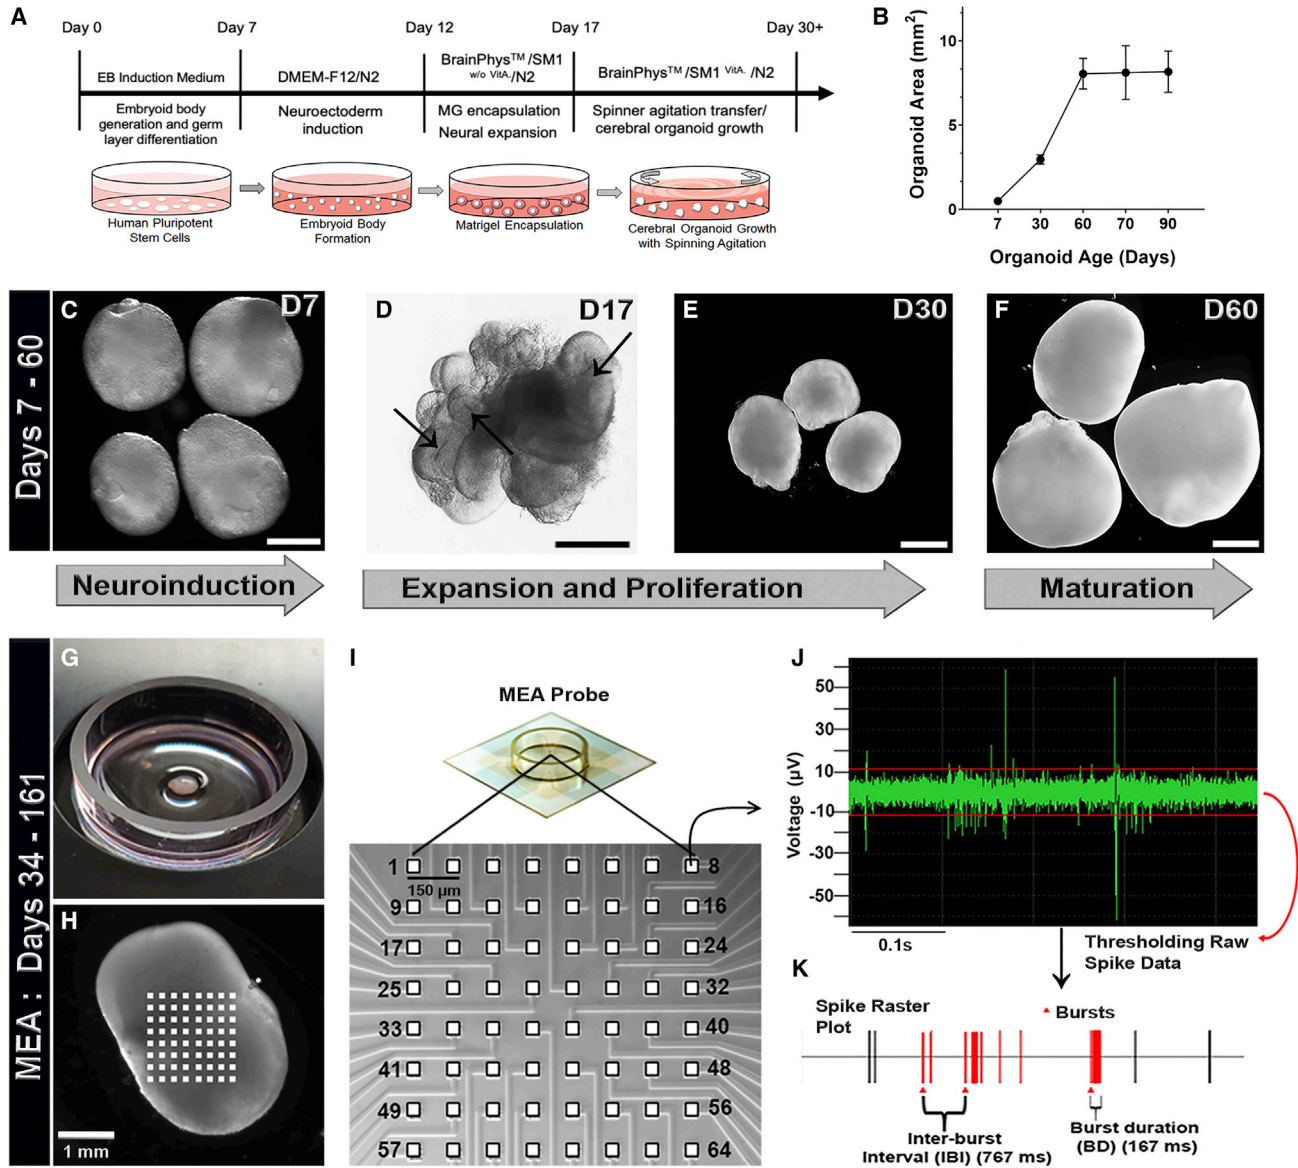 A
Day 0
Day 7
Day 12
Day 17
Day 30+
EB Induction Medium
DMEM-F12/N2
BrainPhys™/SM1
w/o VitA./N2
BrainPhys™/SM1 VitA. /N2
Embryoid body
generation and germ
layer differentiation
Neuroectoderm
induction
MG encapsulation
Neural expansion
Spinner agitation transfer/
cerebral organoid growth
Human Pluripotent
Stem Cells
Embryoid Body
Formation
Matrigel Encapsulation
Cerebral Organoid Growth
with Spinning Agitation
B
Organoid Area (mm²)
10
5
0
7 30 60 70 90
Organoid Age (Days)
Days 7 - 60
C
D7
D
D17
E
D30
F
D60
Neuroinduction
Expansion and Proliferation
Maturation
MEA : Days 34 - 161
G
H
1 mm
I
MEA Probe
1
8
150 µm
9
16
17
24
25
32
33
40
41
48
49
56
57
64
J
Voltage (µV)
50
30
10
-10
-30
-50
0.1s
Thresholding Raw
Spike Data
K
Spike Raster
Plot
Bursts
Inter-burst
Interval (IBI) (767 ms)
Burst duration
(BD) (167 ms)